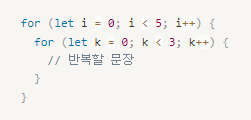 for (let i = 0; i < 5; i++) {
  for (let k = 0; k < 3; k++) {
    // 반복할 문장
  }
}